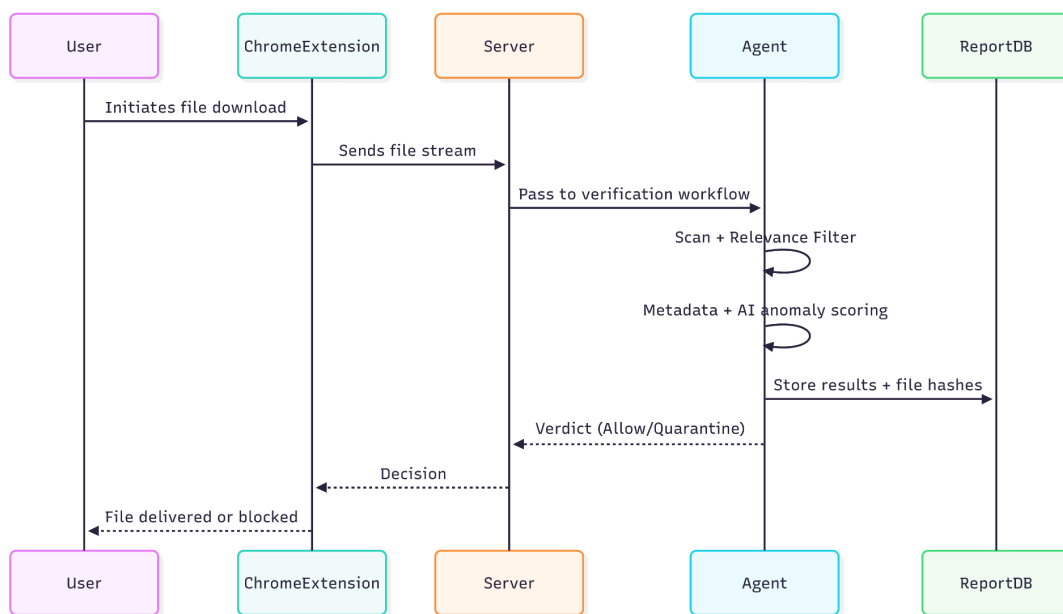 User
ChromeExtension
Server
Agent
ReportDB
Initiates file download
Sends file stream
Pass to verification workflow
Scan + Relevance Filter
Metadata + AI anomaly scoring
Store results + file hashes
Verdict (Allow/Quarantine)
Decision
File delivered or blocked
User
ChromeExtension
Server
Agent
ReportDB